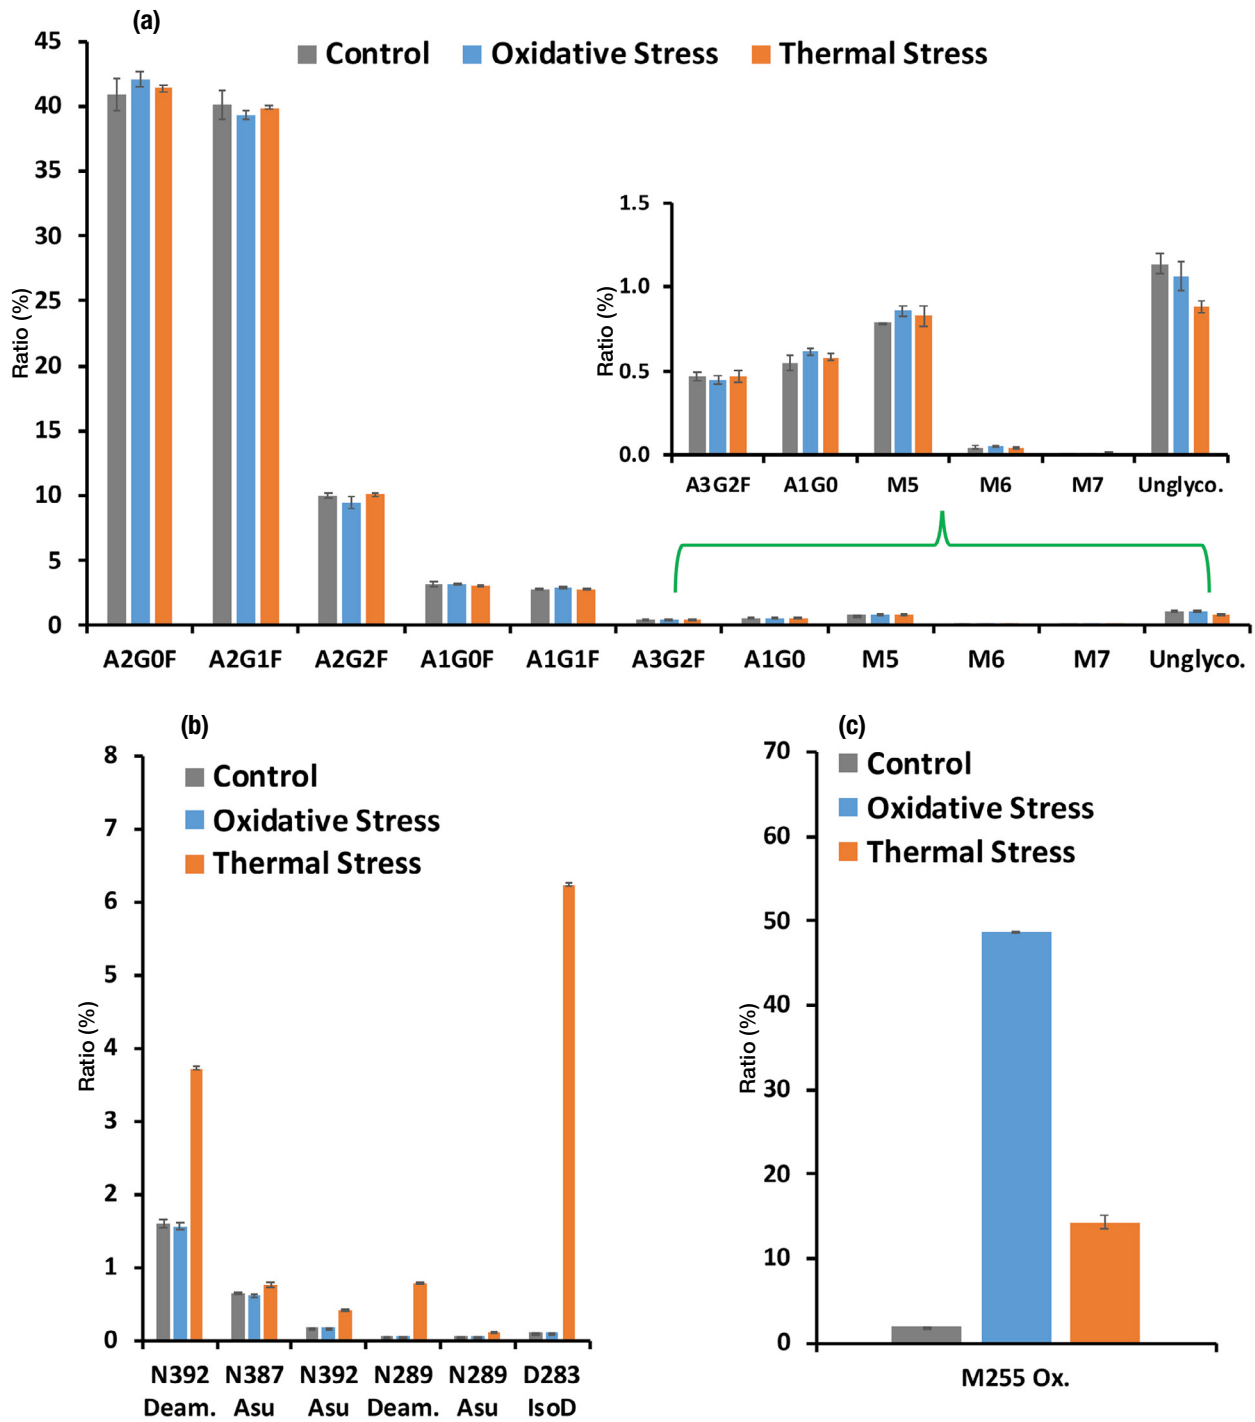 (a)
Control Oxidative Stress Thermal Stress
45
40
35
30
25
20
15
10
5
0
Ratio (%)
A2G0F A2G1F A2G2F A1G0F A1G1F A3G2F A1G0 M5 M6 M7 Unglyco.
1.5
1.0
0.5
0.0
Ratio (%)
A3G2F A1G0 M5 M6 M7 Unglyco.
(b)
Control
Oxidative Stress
Thermal Stress
8
7
6
5
4
3
2
1
0
Ratio (%)
N392 N387 N392 N289 N289 D283
Deam. Asu Asu Deam. Asu IsoD
(c)
Control
Oxidative Stress
Thermal Stress
70
60
50
40
30
20
10
0
Ratio (%)
M255 Ox.